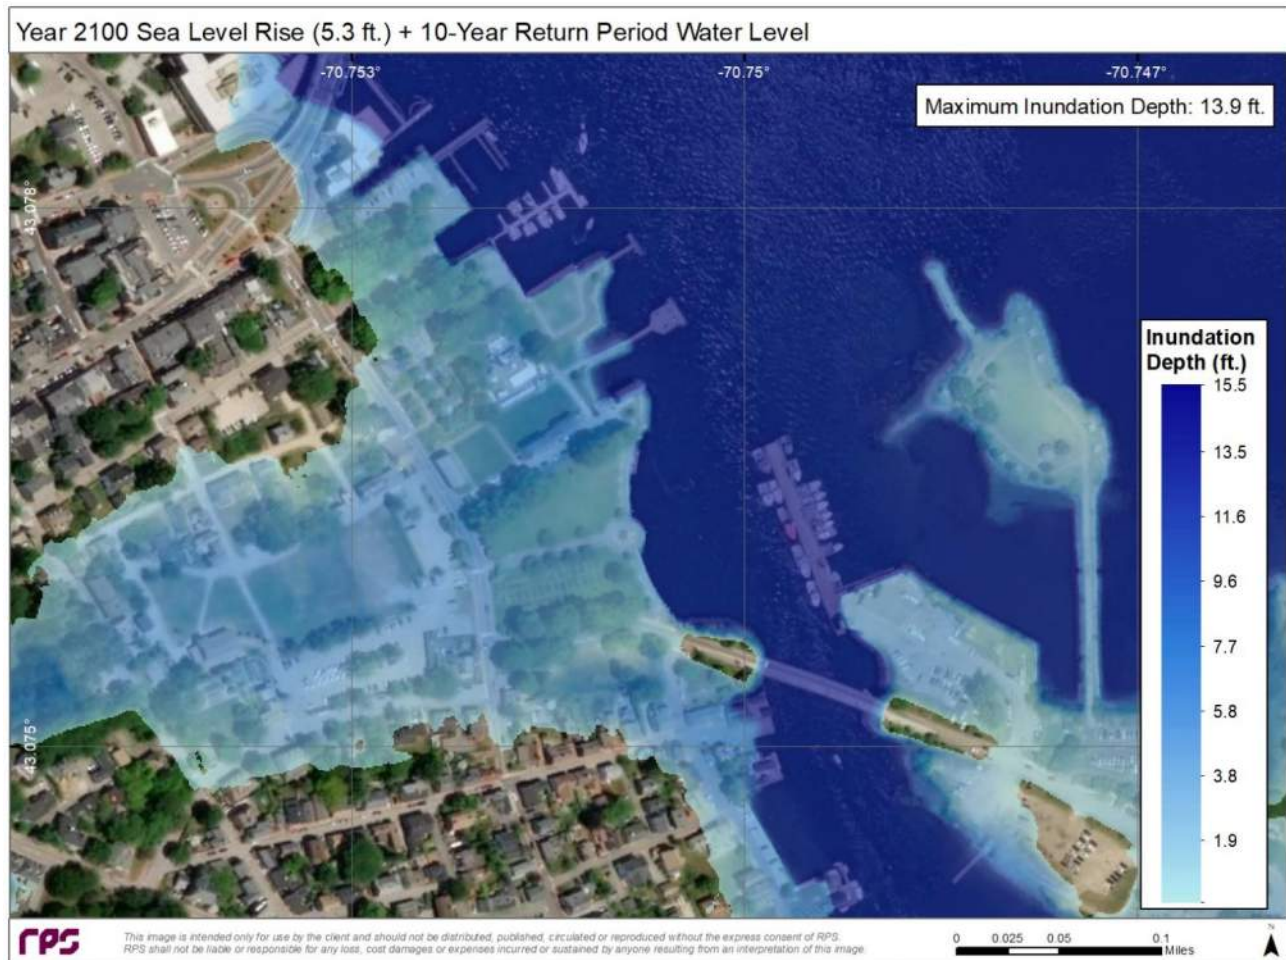 Year 2100 Sea Level Rise (5.3 ft.) + 10-Year Return Period Water Level
-70.753°
-70.75°
-70.747°
Maximum Inundation Depth: 13.9 ft.
43.078°
43.075°
Inundation
Depth (ft.)
15.5
13.5
11.6
9.6
7.7
5.8
3.8
1.9
rps
This image is intended only for use by the client and should not be distributed, published, circulated or reproduced without the express consent of RPS.
RPS shall not be liable or responsible for any loss, cost damages or expenses incurred or sustained by anyone resulting from an interpretation of this image.
0 0.025 0.05 0.1
Miles
N